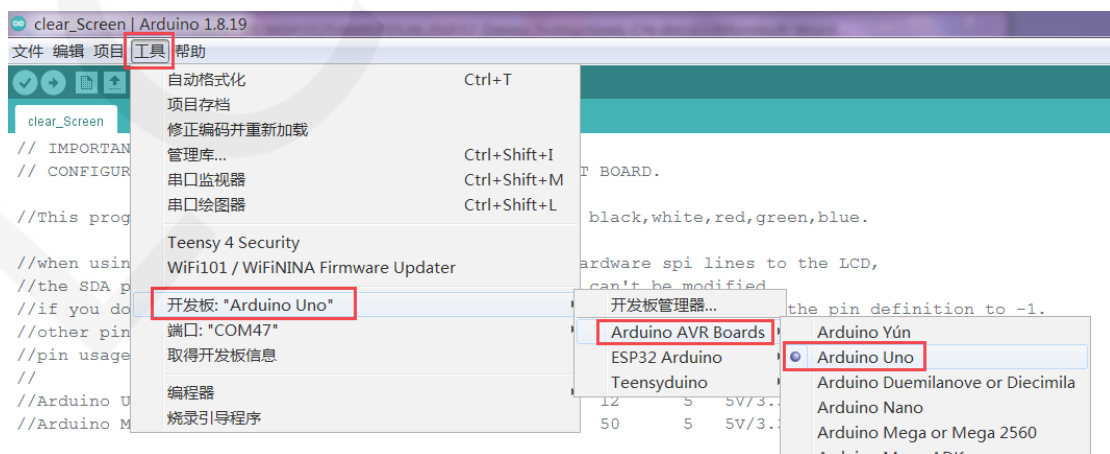 clear_Screen | Arduino 1.8.19
文件 编辑 项目 工具 帮助
clear_Screen
自动格式化 Ctrl+T
项目存档
修正编码并重新加载
管理库... Ctrl+Shift+I
串口监视器 Ctrl+Shift+M
串口绘图器 Ctrl+Shift+L
Teensy 4 Security
WiFi101 / WiFiNINA Firmware Updater
开发板: "Arduino Uno"
端口: "COM47"
取得开发板信息
编程器
烧录引导程序
开发板管理器...
Arduino AVR Boards
ESP32 Arduino
Teensyduino
Arduino Yún
Arduino Uno
Arduino Duemilanove or Diecimila
Arduino Nano
Arduino Mega or Mega 2560
// IMPORTAN
// CONFIGUR T BOARD.
//This prog black,white,red,green,blue.
//when usin ardware spi lines to the LCD,
//the SDA p can't be modified.
//if you do the pin definition to -1.
//other pin
//pin usage
//
//Arduino U 12 5 5V/3.
//Arduino M 50 5 5V/3.